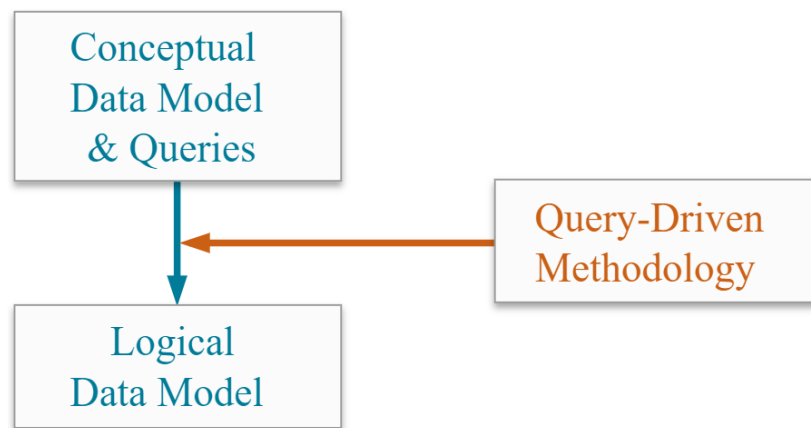 Conceptual
Data Model
& Queries
Query-Driven
Methodology
Logical
Data Model